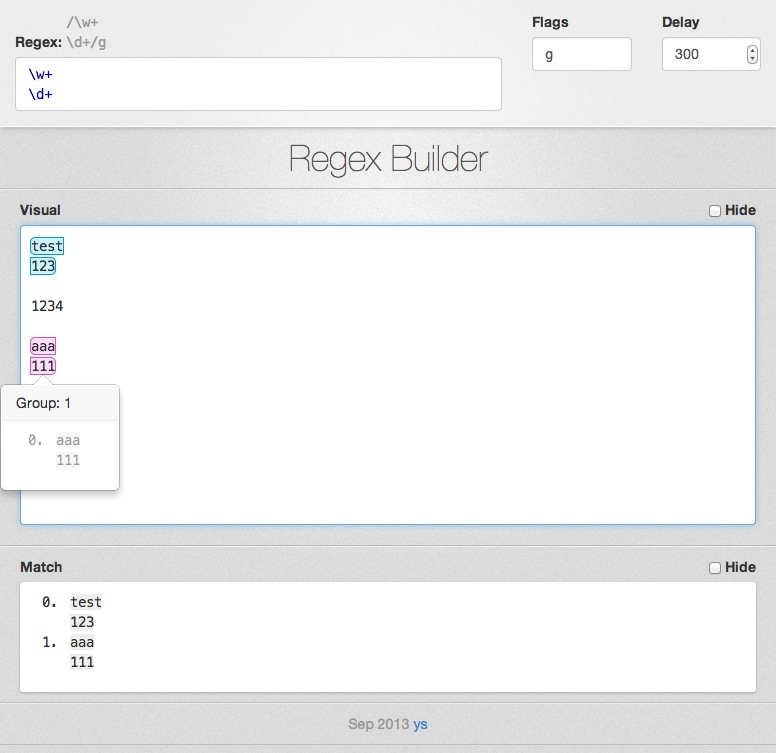 /\w+
Regex: \d+/g
\w+
\d+
Flags
g
Delay
300
Regex Builder
Visual
Hide
test
123
1234
aaa
111
Group: 1
0. aaa
111
Match
Hide
0. test
123
1. aaa
111
Sep 2013 ys